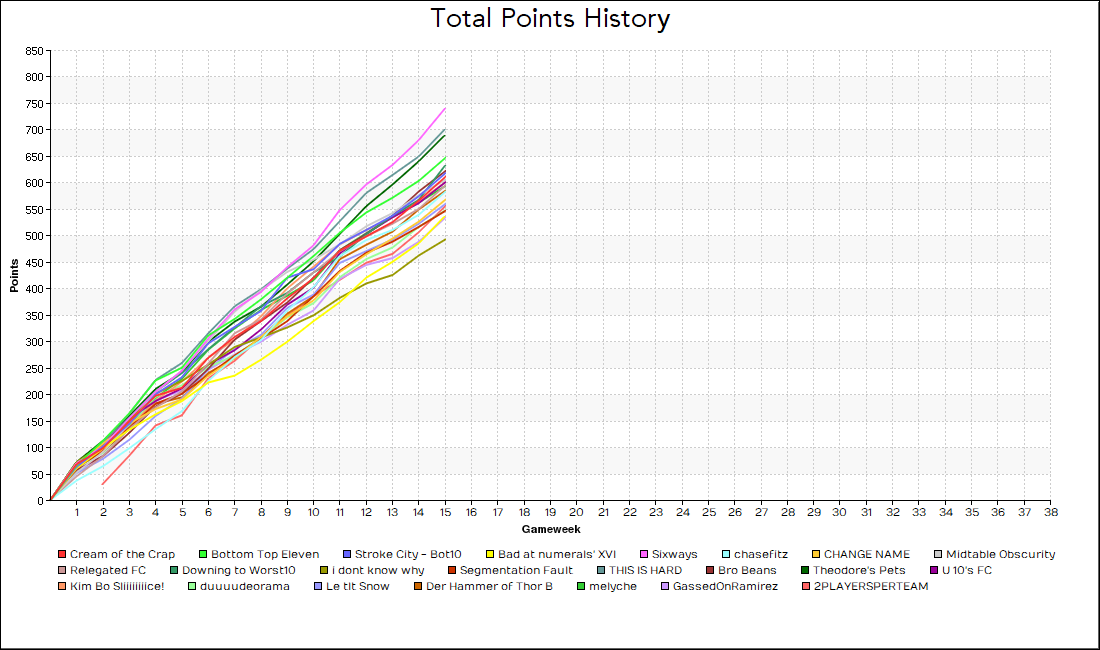 Total Points History
850
800
750
700
650
600
550
500
450
400
350
300
250
200
150
100
50
0
Points
1 2 3 4 5 6 7 8 9 10 11 12 13 14 15 16 17 18 19 20 21 22 23 24 25 26 27 28 29 30 31 32 33 34 35 36 37 38
Gameweek
Cream of the Crap Bottom Top Eleven Stroke City - Bot10 Bad at numerals' XVI Sixways chasefitz CHANGE NAME Midtable Obscurity
Relegated FC Downing to Worst10 i dont know why Segmentation Fault THIS IS HARD Bro Beans Theodore's Pets U 10's FC
Kim Bo Sliiiiiiiice! duuuudeorama Le tIt Snow Der Hammer of Thor B melyche GassedOnRamirez 2PLAYERSPERTEAM